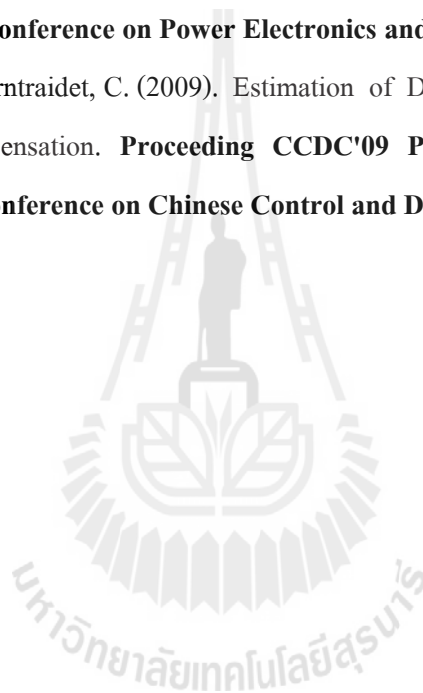 onference on Power Electronics and
rntraidet, C. (2009). Estimation of D
ensation. Proceeding CCDC'09 P
onference on Chinese Control and D
มหาวิทยาลัยเทคโนโลยีสุรนารี